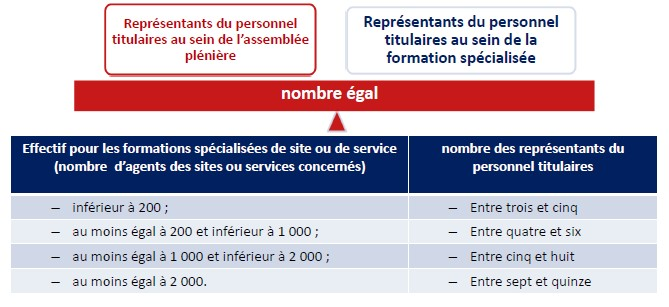 Représentants du personnel
titulaires au sein de l'assemblée
plénière
Représentants du personnel
titulaires au sein de la
formation spécialisée
nombre égal
Effectif pour les formations spécialisées de site ou de service
(nombre d'agents des sites ou services concernés)
nombre des représentants du
personnel titulaires
– inférieur à 200 ;
– Entre trois et cinq
– au moins égal à 200 et inférieur à 1 000 ;
– Entre quatre et six
– au moins égal à 1 000 et inférieur à 2 000 ;
– Entre cinq et huit
– au moins égal à 2 000.
– Entre sept et quinze